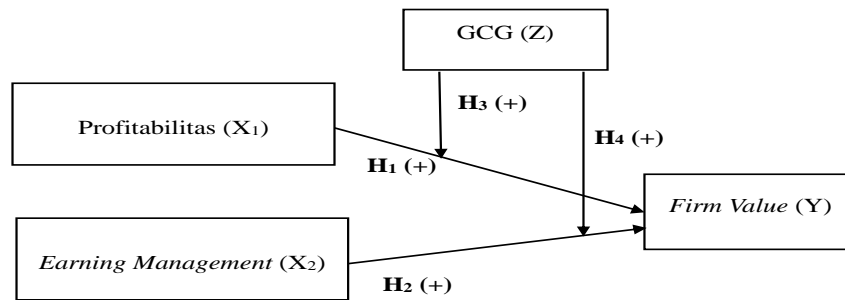 GCG (Z)
H₃ (+)
Profitabilitas (X₁)
H₄ (+)
H₁ (+)
Firm Value (Y)
Earning Management (X₂)
H₂ (+)